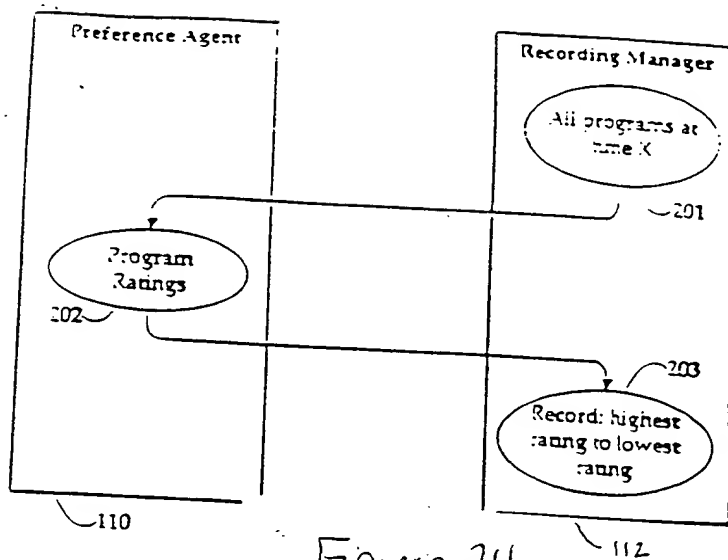 Preference Agent
Recording Manager
All programs at
time X
201
Program
Ratings
202
203
Record: highest
rating to lowest
rating
110
112
Figure